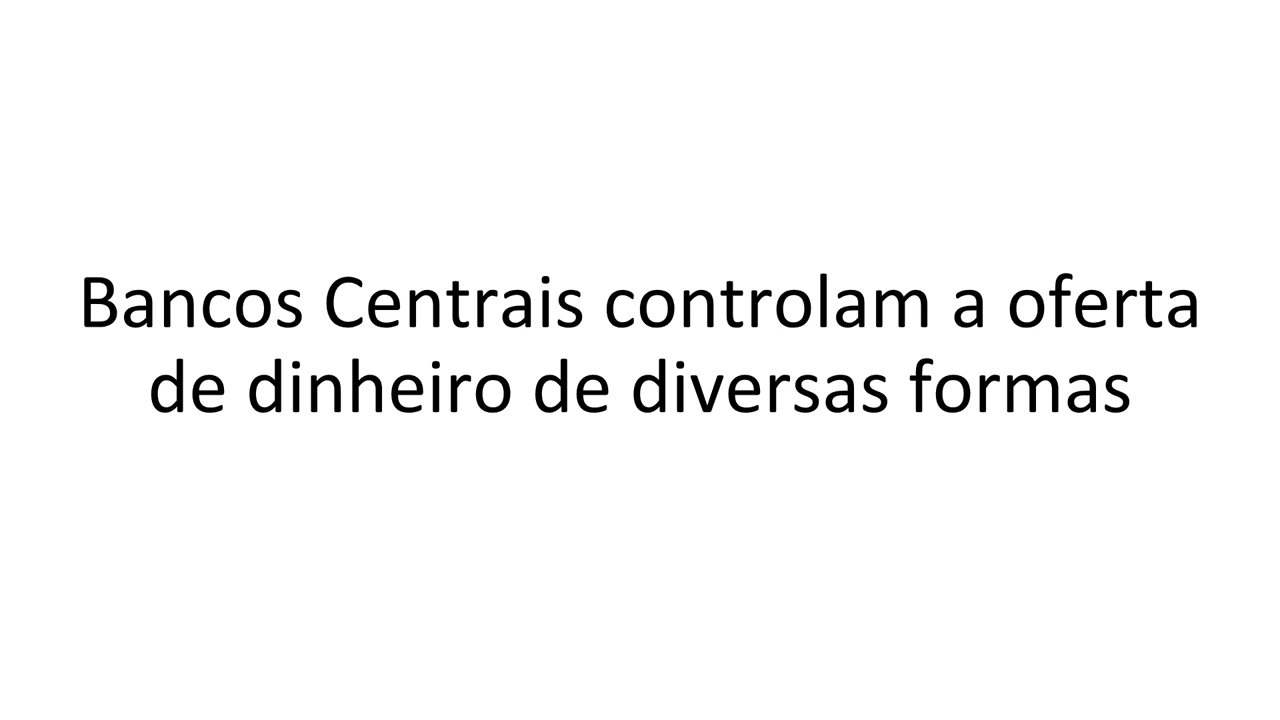 Bancos Centrais controlam a oferta
de dinheiro de diversas formas